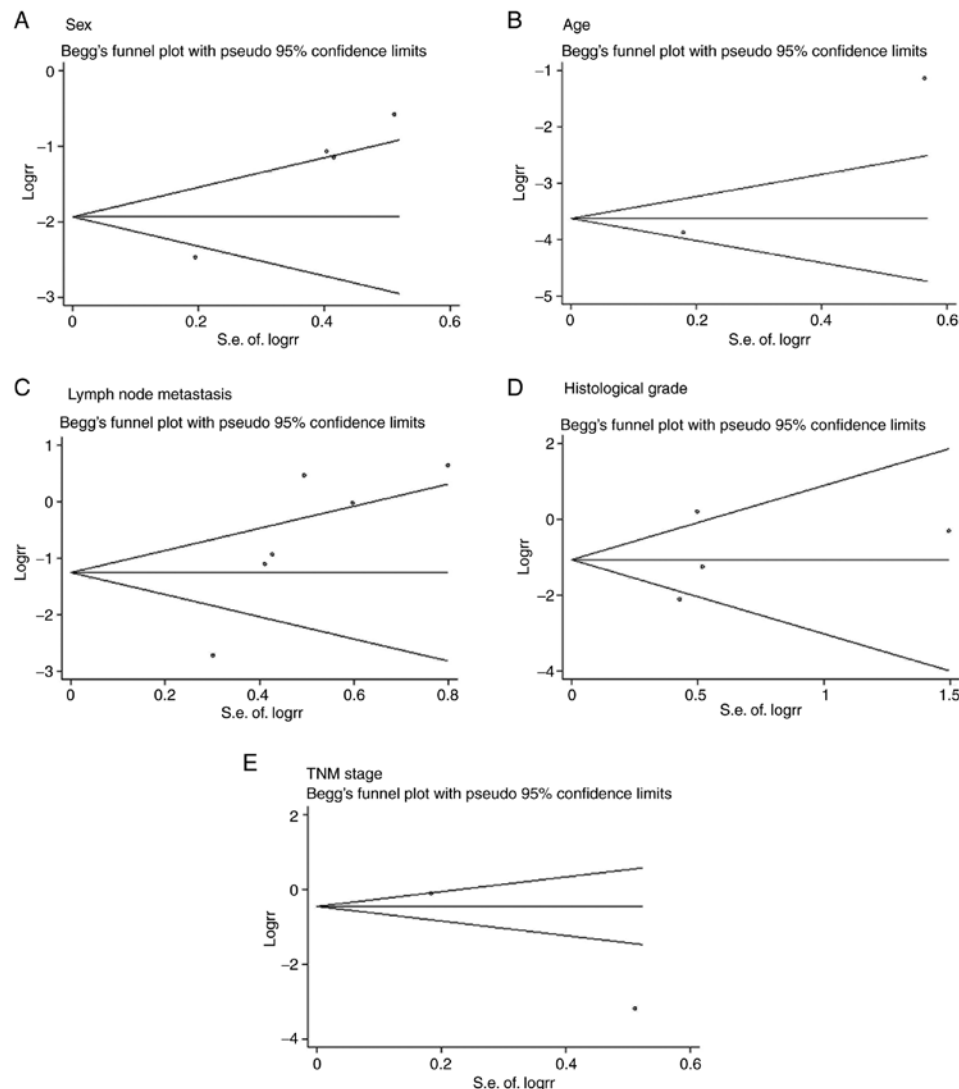 A
Sex
Begg's funnel plot with pseudo 95% confidence limits
0
−1
−2
−3
Logrr
0
0.2
0.4
0.6
S.e. of. logrr
B
Age
Begg's funnel plot with pseudo 95% confidence limits
−1
−2
−3
−4
−5
Logrr
0
0.2
0.4
0.6
S.e. of. logrr
C
Lymph node metastasis
Begg's funnel plot with pseudo 95% confidence limits
1
0
−1
−2
−3
Logrr
0
0.2
0.4
0.6
0.8
S.e. of. logrr
D
Histological grade
Begg's funnel plot with pseudo 95% confidence limits
2
0
−2
−4
Logrr
0
0.5
1
1.5
S.e. of. logrr
E
TNM stage
Begg's funnel plot with pseudo 95% confidence limits
2
0
−2
−4
Logrr
0
0.2
0.4
0.6
S.e. of. logrr